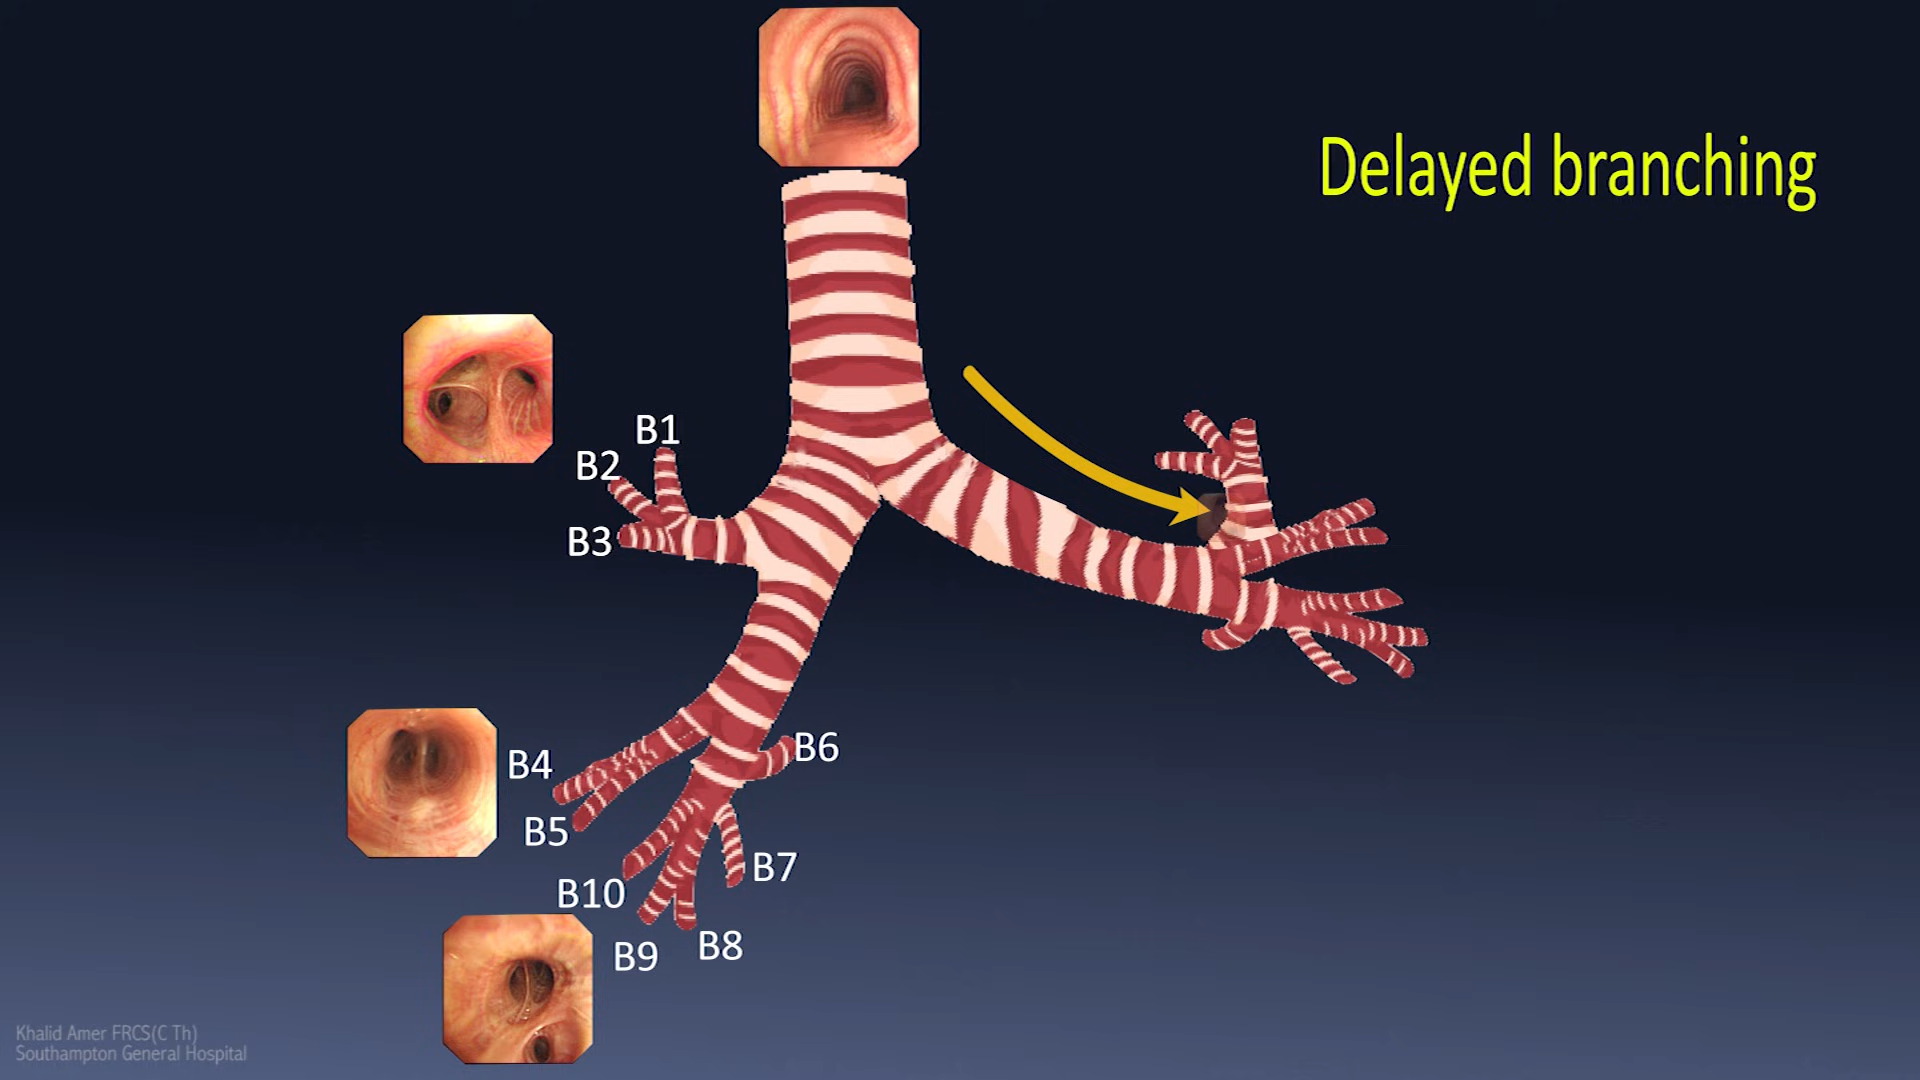 Delayed branching
B1
B2
B3
B4
B5
B6
B7
B10
B9
B8
Khalid Amer FRCS(C Th)
Southampton General Hospital